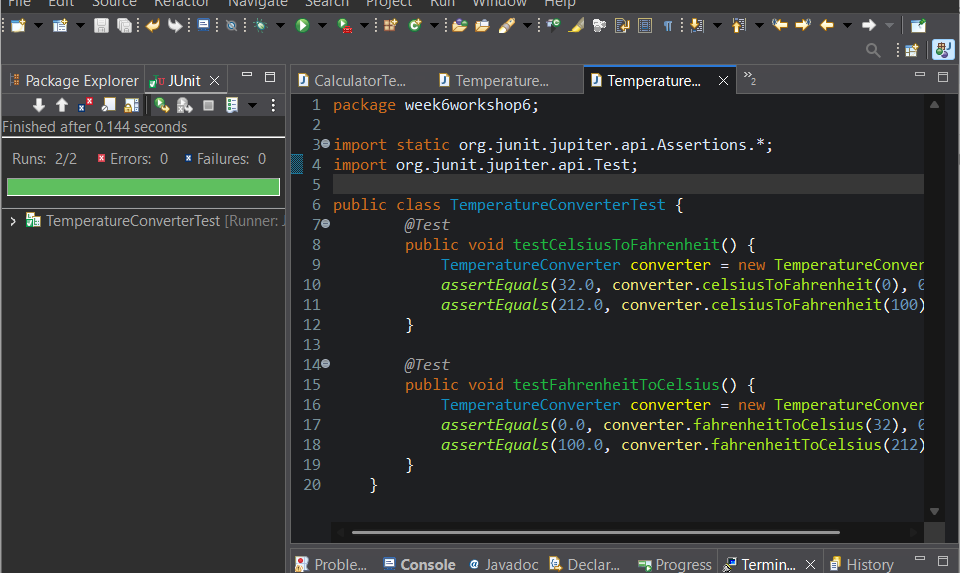 File Edit Source Refactor Navigate Search Project Run Window Help
Package Explorer JUnit
Finished after 0.144 seconds
Runs: 2/2 Errors: 0 Failures: 0
TemperatureConverterTest [Runner: J
CalculatorTe... Temperature... Temperature... »2
1 package week6workshop6;
2
3 import static org.junit.jupiter.api.Assertions.*;
4 import org.junit.jupiter.api.Test;
5
6 public class TemperatureConverterTest {
7 @Test
8 public void testCelsiusToFahrenheit() {
9 TemperatureConverter converter = new TemperatureConver
10 assertEquals(32.0, converter.celsiusToFahrenheit(0), 0
11 assertEquals(212.0, converter.celsiusToFahrenheit(100)
12 }
13
14 @Test
15 public void testFahrenheitToCelsius() {
16 TemperatureConverter converter = new TemperatureConver
17 assertEquals(0.0, converter.fahrenheitToCelsius(32), 0
18 assertEquals(100.0, converter.fahrenheitToCelsius(212)
19 }
20 }
Proble... Console Javadoc Declar... Progress Termin... History